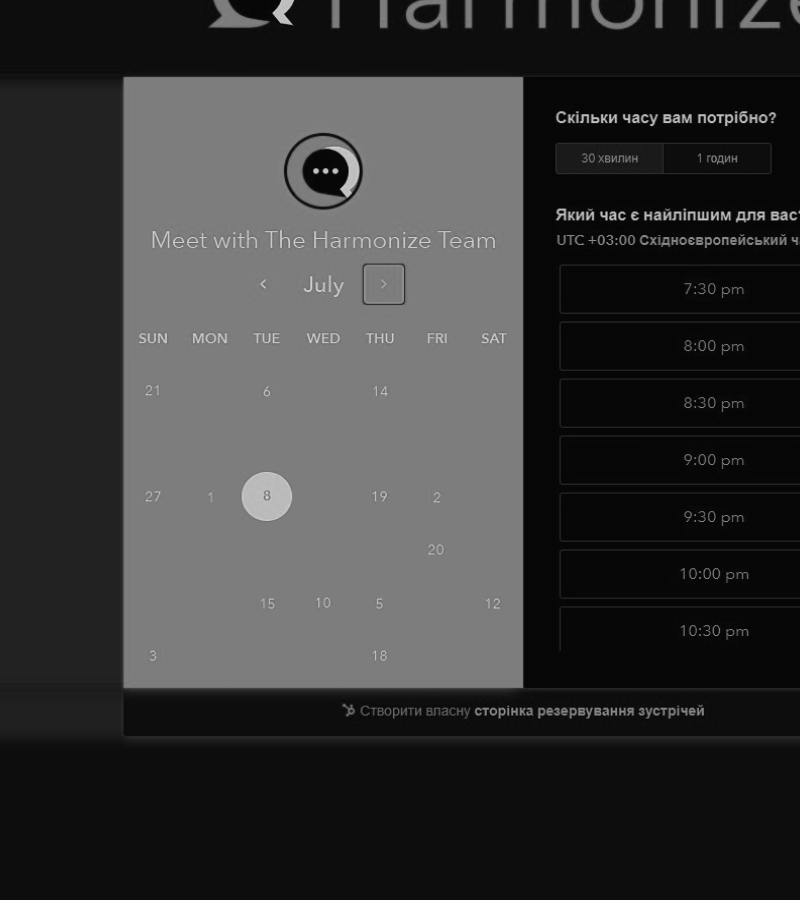 Harmonize
Meet with The Harmonize Team
July
SUN MON TUE WED THU FRI SAT
21 6 14
27 1 8 19 2
20
15 10 5 12
3 18
Скільки часу вам потрібно?
30 хвилин 1 годин
Який час є найліпшим для вас?
UTC +03:00 Східноєвропейський
7:30 pm
8:00 pm
8:30 pm
9:00 pm
9:30 pm
10:00 pm
10:30 pm
Створити власну сторінка резервування зустрічей